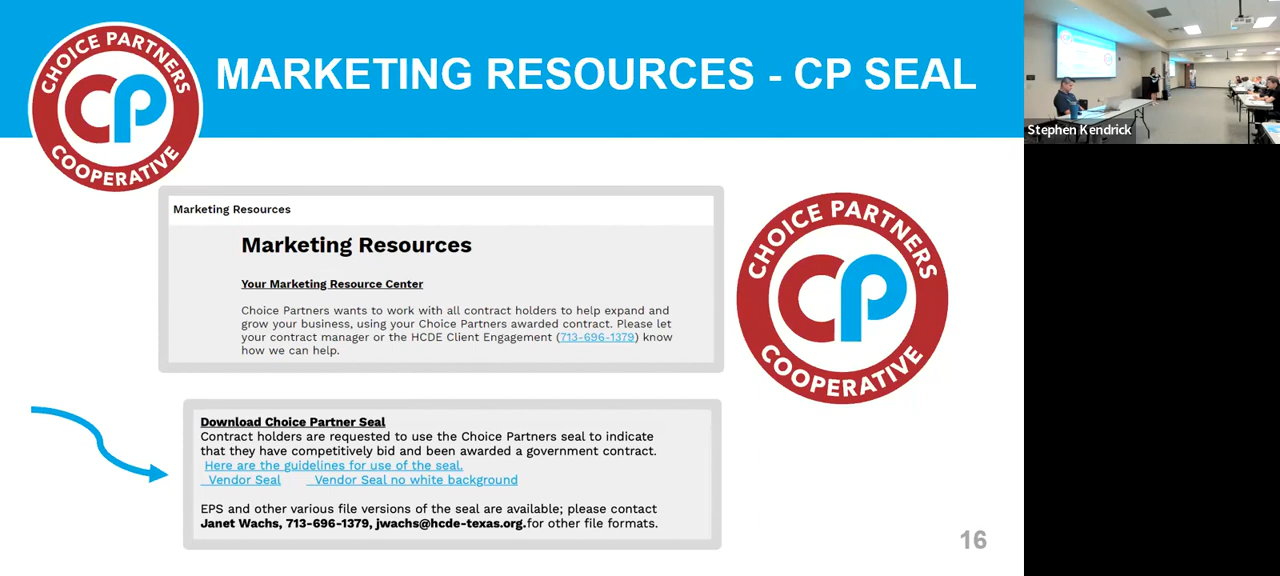 CHOICE PARTNERS
CP
COOPERATIVE
MARKETING RESOURCES - CP SEAL
Stephen Kendrick
Marketing Resources
Marketing Resources
Your Marketing Resource Center
Choice Partners wants to work with all contract holders to help expand and
grow your business, using your Choice Partners awarded contract. Please let
your contract manager or the HCDE Client Engagement (713-696-1379) know
how we can help.
CHOICE PARTNERS
CP
COOPERATIVE
Download Choice Partner Seal
Contract holders are requested to use the Choice Partners seal to indicate
that they have competitively bid and been awarded a government contract.
Here are the guidelines for use of the seal.
Vendor Seal Vendor Seal no white background
EPS and other various file versions of the seal are available; please contact
Janet Wachs, 713-696-1379, jwachs@hcde-texas.org.for other file formats.
16